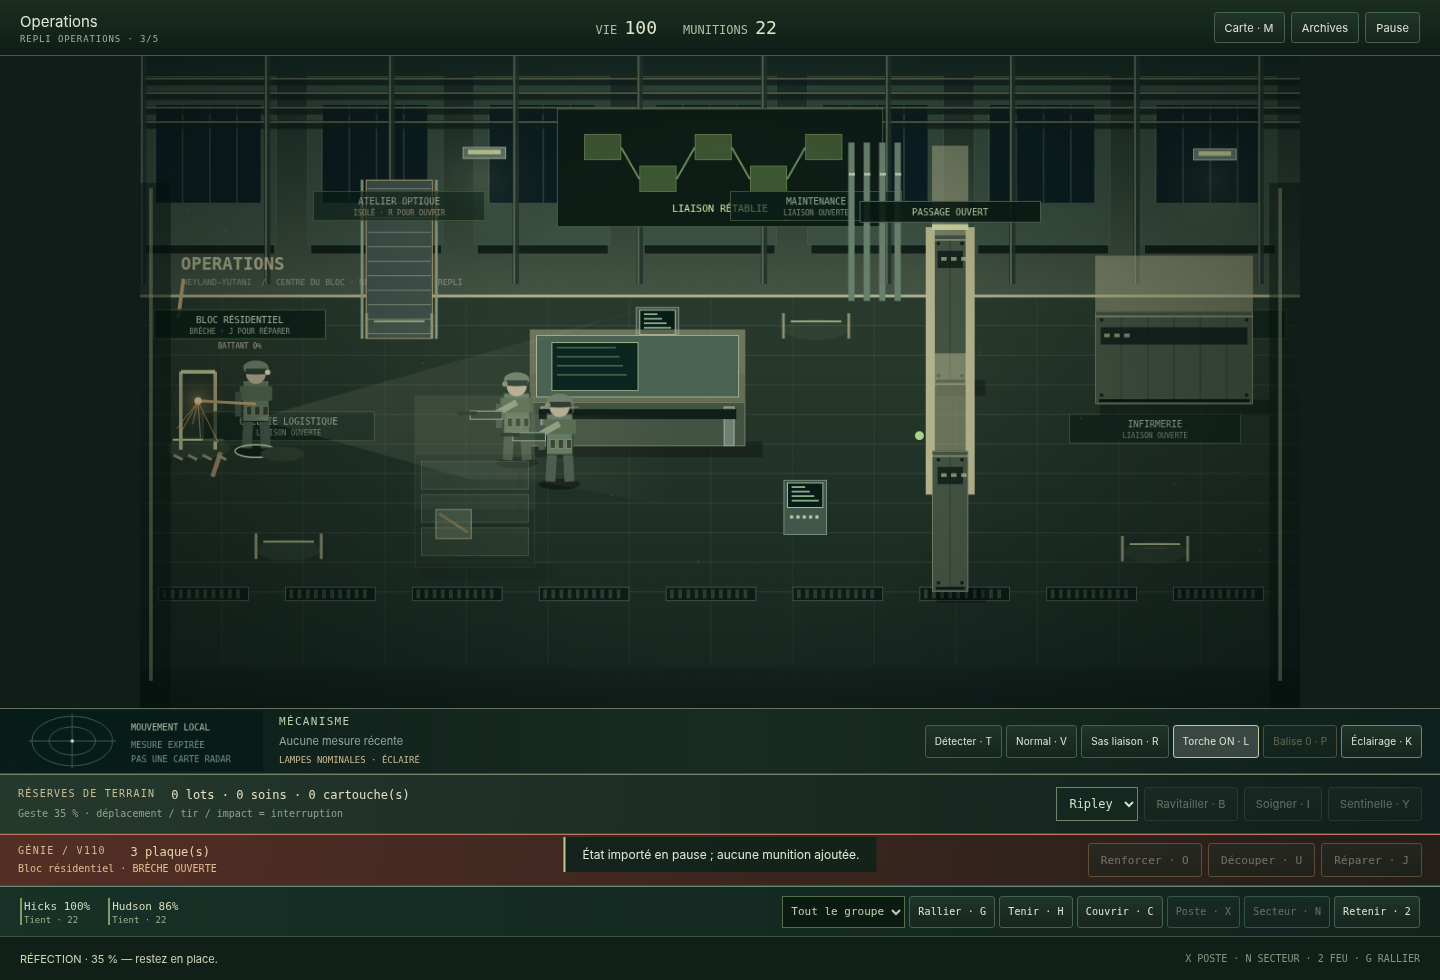 Operations
REPLI OPERATIONS · 3/5
VIE 100 MUNITIONS 22
Carte · M
Archives
Pause
ATELIER OPTIQUE
ISOLÉ · R POUR OUVRIR
LIAISON RÉTABLIE
MAINTENANCE
LIAISON OUVERTE
PASSAGE OUVERT
OPERATIONS
WEYLAND-YUTANI / CENTRE DU BLOC · REPLI
BLOC RÉSIDENTIEL
BRÈCHE · J POUR RÉPARER
BATTANT 0%
LOGISTIQUE
OUVERTE
INFIRMERIE
LIAISON OUVERTE
MOUVEMENT LOCAL
MESURE EXPIRÉE
PAS UNE CARTE RADAR
MÉCANISME
Aucune mesure récente
LAMPES NOMINALES · ÉCLAIRÉ
Détecter · T
Normal · V
Sas liaison · R
Torche ON · L
Balise 0 · P
Éclairage · K
RÉSERVES DE TERRAIN 0 lots · 0 soins · 0 cartouche(s)
Geste 35 % · déplacement / tir / impact = interruption
Ripley
Ravitailler · B
Soigner · I
Sentinelle · Y
GÉNIE / V110 3 plaque(s)
Bloc résidentiel · BRÈCHE OUVERTE
État importé en pause ; aucune munition ajoutée.
Renforcer · O
Découper · U
Réparer · J
Hicks 100%
Tient · 22
Hudson 86%
Tient · 22
Tout le groupe
Rallier · G
Tenir · H
Couvrir · C
Poste · X
Secteur · N
Retenir · 2
RÉFECTION · 35 % — restez en place.
X POSTE · N SECTEUR · 2 FEU · G RALLIER